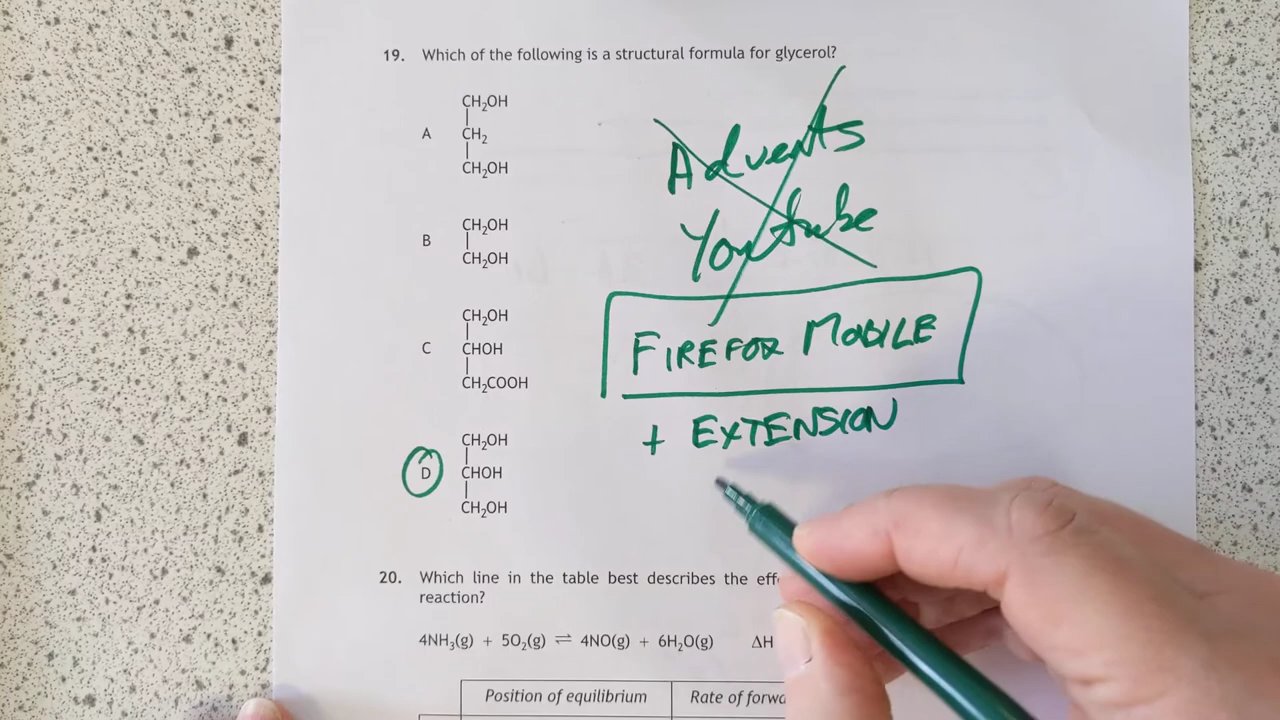 19. Which of the following is a structural formula for glycerol?
CH₂OH
A CH₂
CH₂OH
CH₂OH
B
CH₂OH
CH₂OH
C CHOH
CH₂COOH
CH₂OH
D CHOH
CH₂OH
Advents
Youtube
FIREFOX MOBILE
+ EXTENSION
20. Which line in the table best describes the eff
reaction?
4NH₃(g) + 5O₂(g) ⇌ 4NO(g) + 6H₂O(g) ΔH
Position of equilibrium Rate of forwa